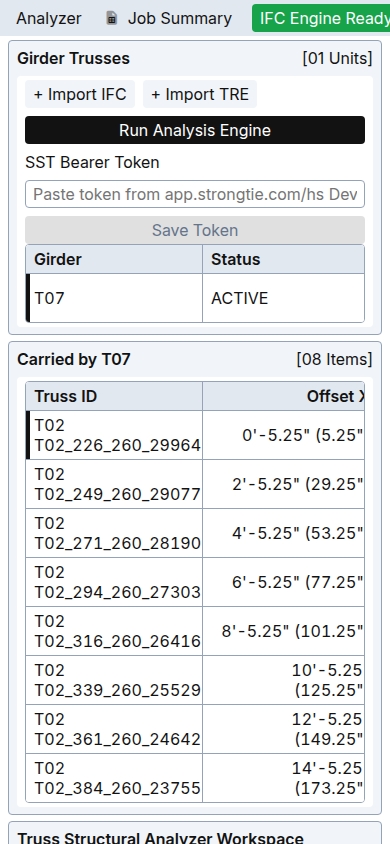 Analyzer Job Summary IFC Engine Ready
Girder Trusses [01 Units]
+ Import IFC + Import TRE
Run Analysis Engine
SST Bearer Token
Paste token from app.strongtie.com/hs Dev
Save Token
Girder Status
T07 ACTIVE
Carried by T07 [08 Items]
Truss ID Offset X
T02
T02_226_260_29964 0'-5.25" (5.25"
T02
T02_249_260_29077 2'-5.25" (29.25"
T02
T02_271_260_28190 4'-5.25" (53.25"
T02
T02_294_260_27303 6'-5.25" (77.25"
T02
T02_316_260_26416 8'-5.25" (101.25"
T02 10'-5.25
T02_339_260_25529 (125.25"
T02 12'-5.25
T02_361_260_24642 (149.25"
T02 14'-5.25
T02_384_260_23755 (173.25"
Truss Structural Analyzer Workspace